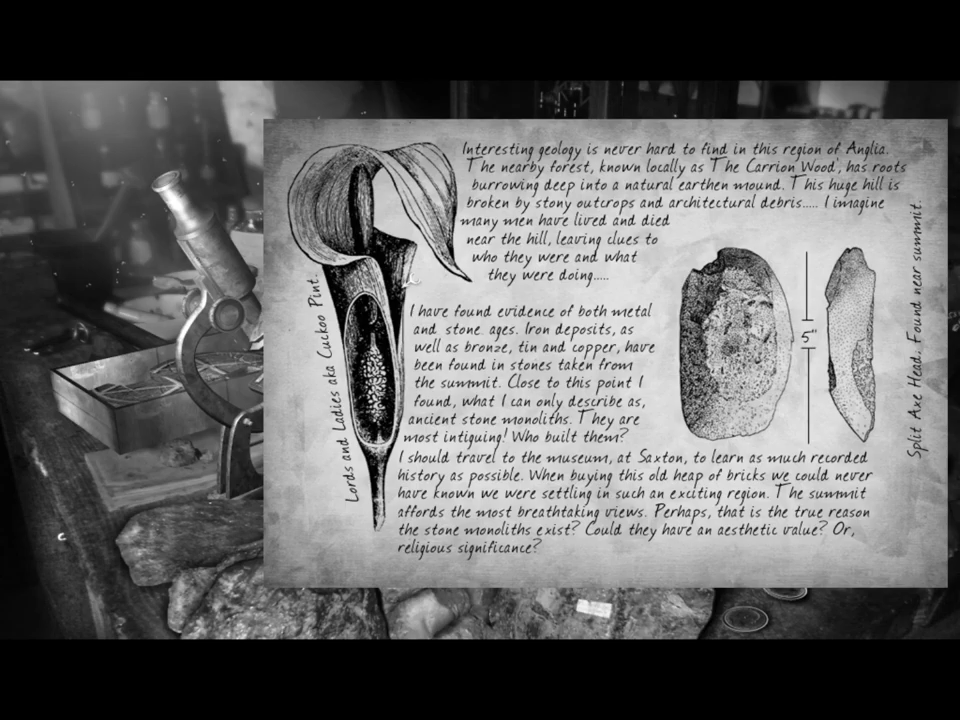 Interesting geology is never hard to find in this region of Anglia.
The nearby forest, known locally as 'The Carrion Wood', has roots
burrowing deep into a natural earthen mound. This huge hill is
broken by stony outcrops and architectural debris..... I imagine
many men have lived and died
near the hill, leaving clues to
who they were and what
they were doing.....
I have found evidence of both metal
and stone ages. Iron deposits, as
well as bronze, tin and copper, have
been found in stones taken from
the summit. Close to this point I
found, what I can only describe as,
ancient stone monoliths. They are
most intiguing! Who built them?
I should travel to the museum, at Saxton, to learn as much recorded
history as possible. When buying this old heap of bricks we could never
have known we were settling in such an exciting region. The summit
affords the most breathtaking views. Perhaps, that is the true reason
the stone monoliths exist? Could they have an aesthetic value? Or,
religious significance?
Lords and Ladies aka Cuckoo Pint.
5"
Split Axe Head. Found near summit.